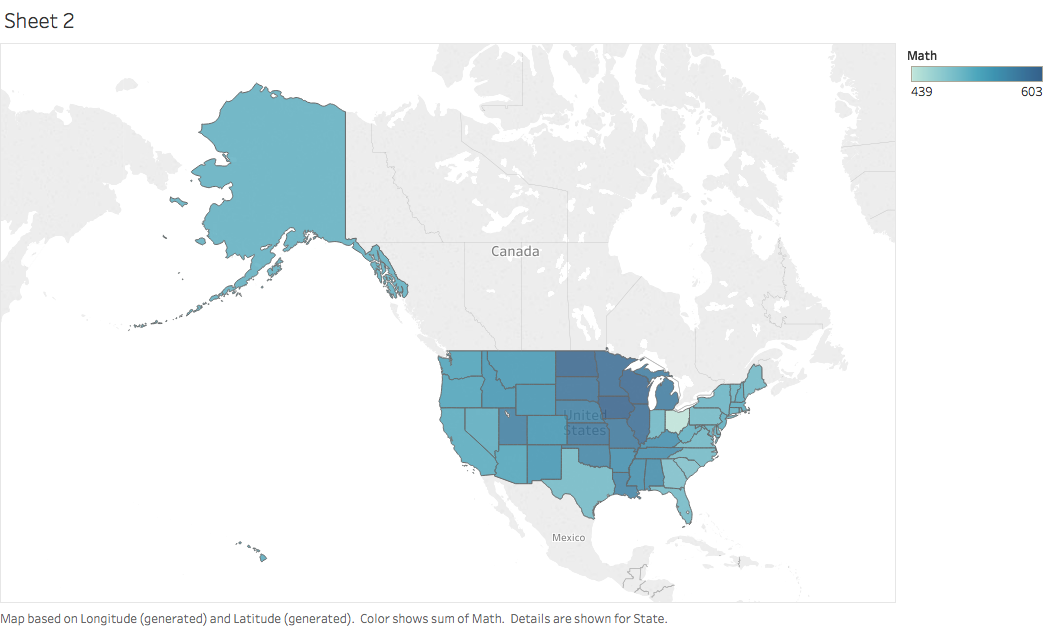 Sheet 2
Math
439 603
Canada
United
States
Mexico
Map based on Longitude (generated) and Latitude (generated).  Color shows sum of Math.  Details are shown for State.